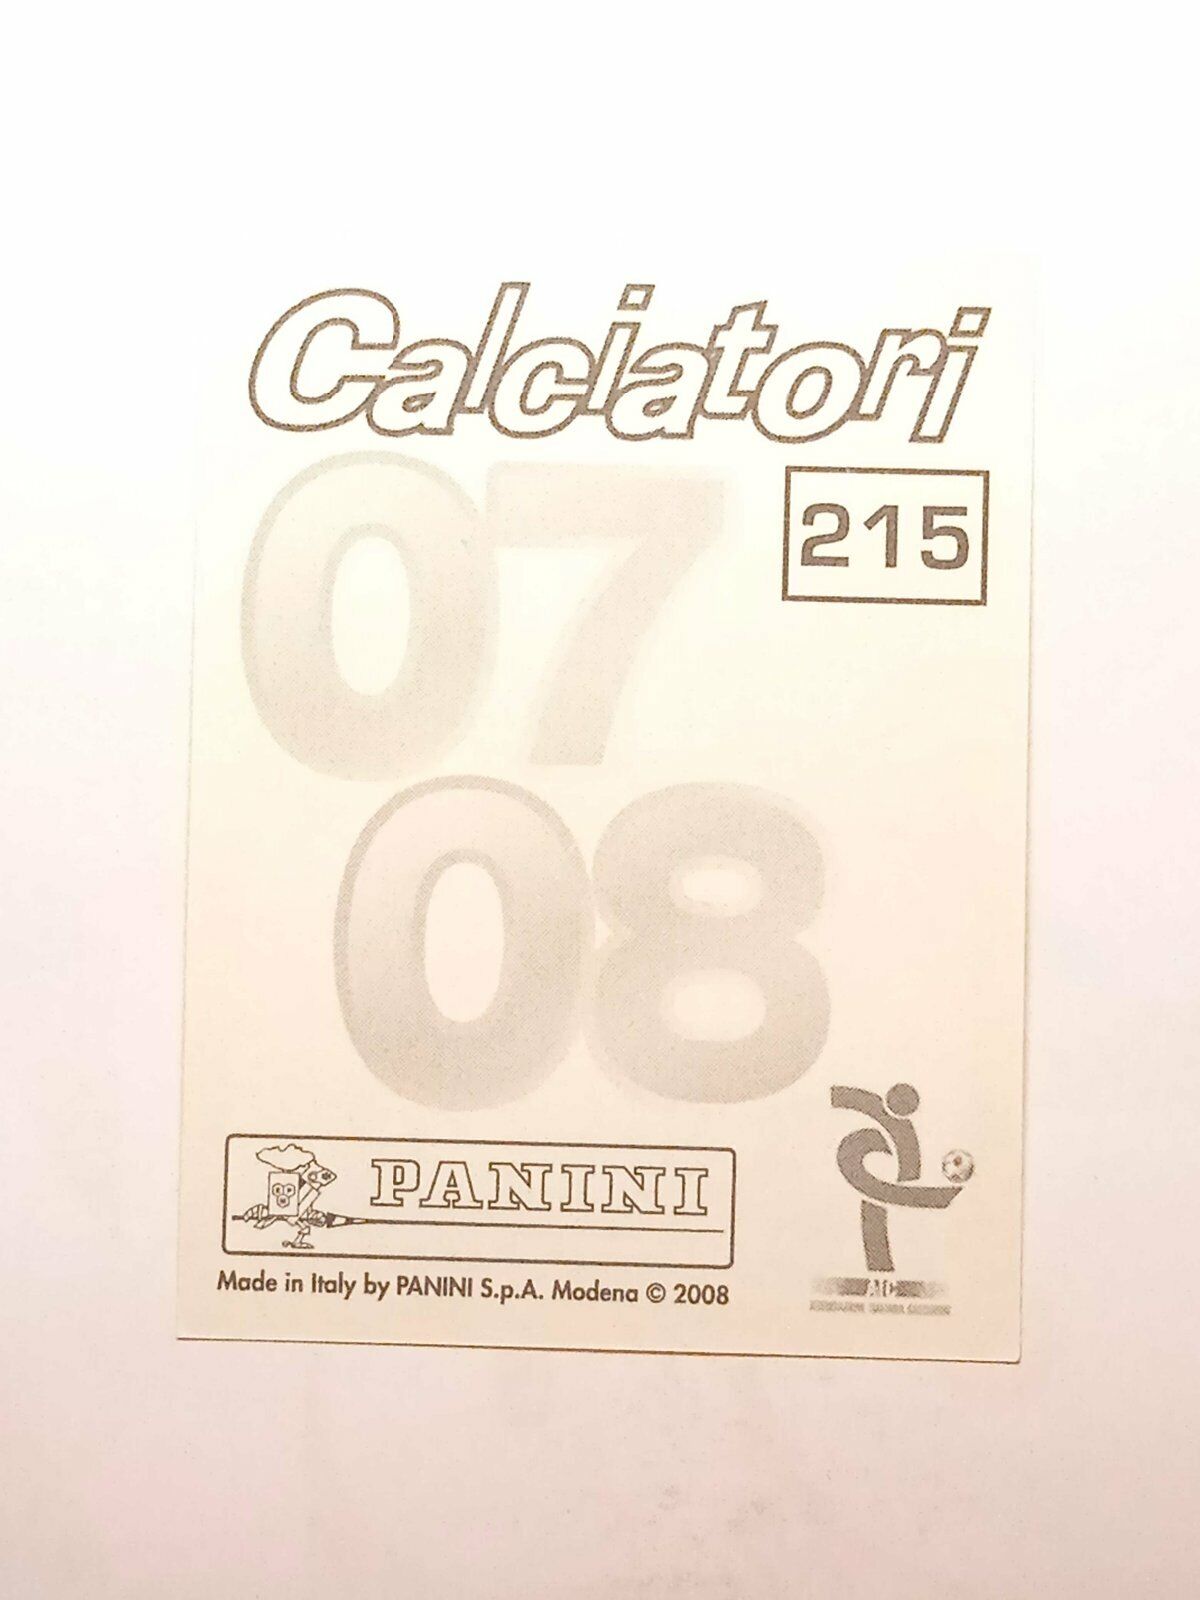 Calciatori
07
215
08
PANINI
Made in Italy by PANINI S.p.A. Modena © 2008